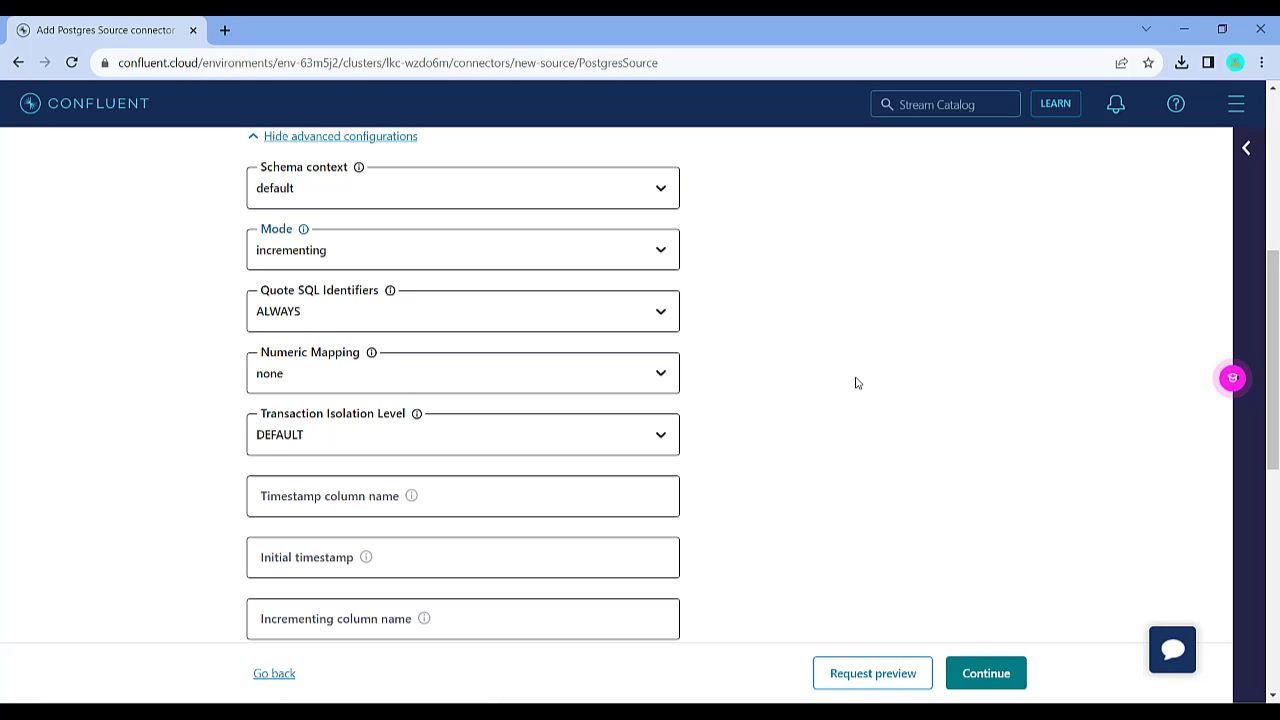 Add Postgres Source connector
confluent.cloud/environments/env-63m5j2/clusters/lkc-wzdo6m/connectors/new-source/PostgresSource
CONFLUENT
Stream Catalog
LEARN
Hide advanced configurations
Schema context
default
Mode
incrementing
Quote SQL Identifiers
ALWAYS
Numeric Mapping
none
Transaction Isolation Level
DEFAULT
Timestamp column name
Initial timestamp
Incrementing column name
Go back
Request preview
Continue